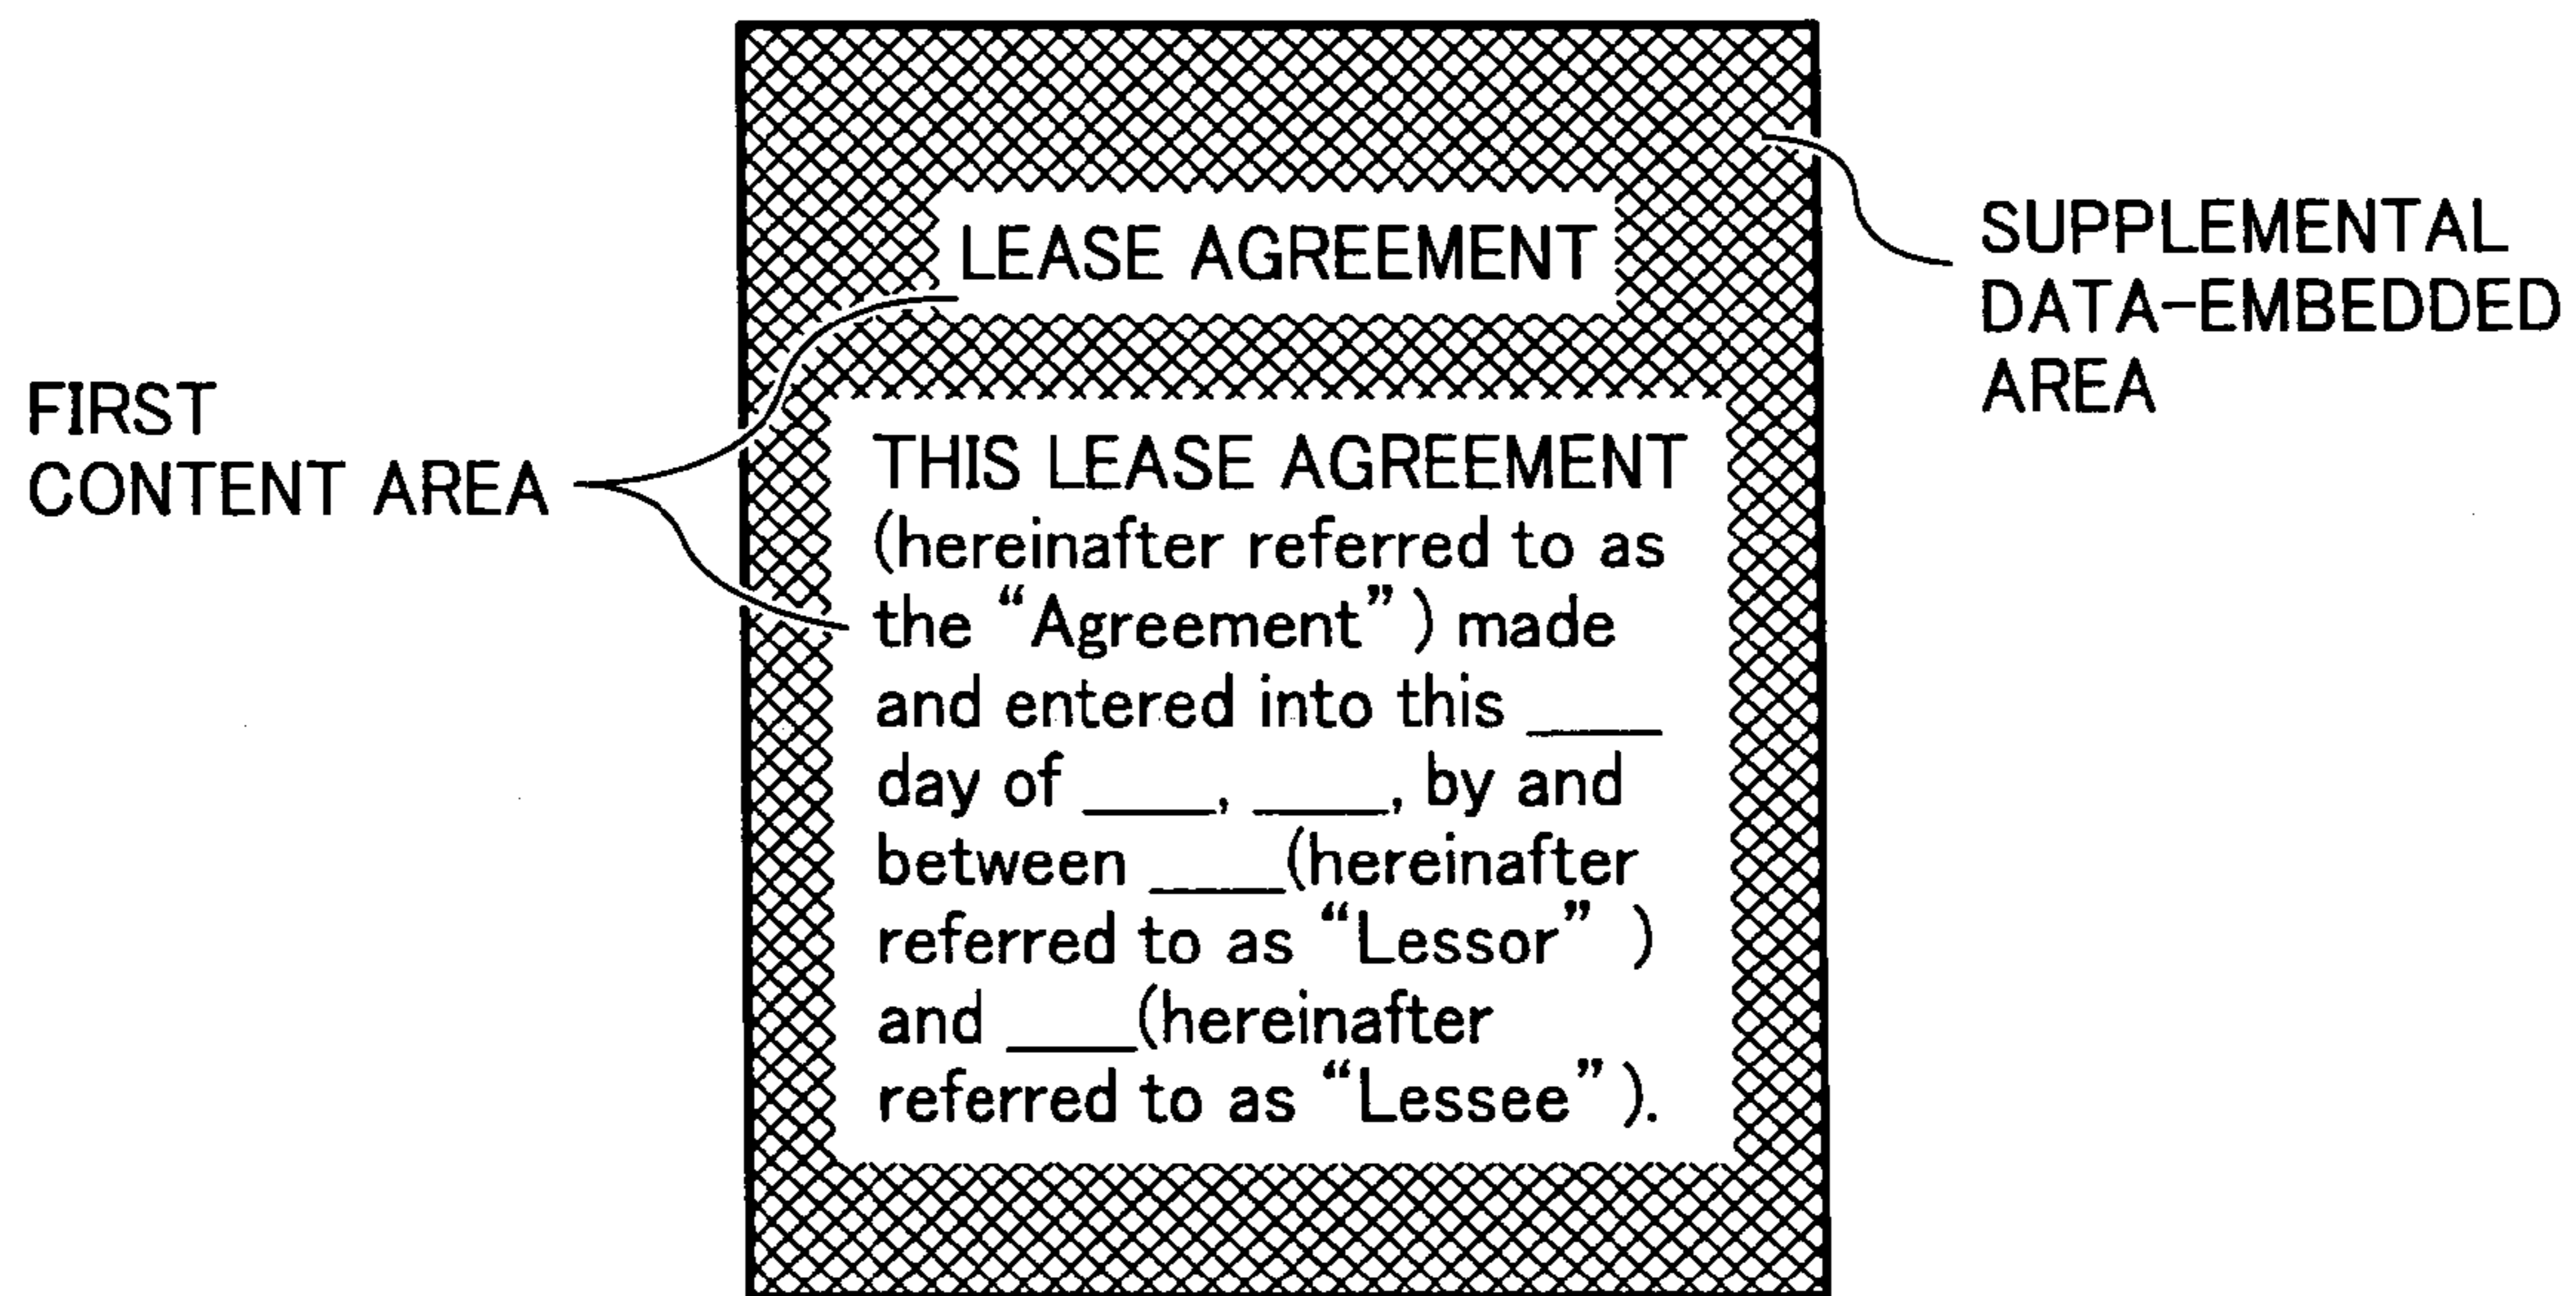 LEASE AGREEMENT
SUPPLEMENTAL
DATA-EMBEDDED
AREA
FIRST
CONTENT AREA
THIS LEASE AGREEMENT
(hereinafter referred to as
the “Agreement”) made
and entered into this ____
day of ____, ____, by and
between ____(hereinafter
referred to as “Lessor” )
and ____(hereinafter
referred to as “Lessee”).